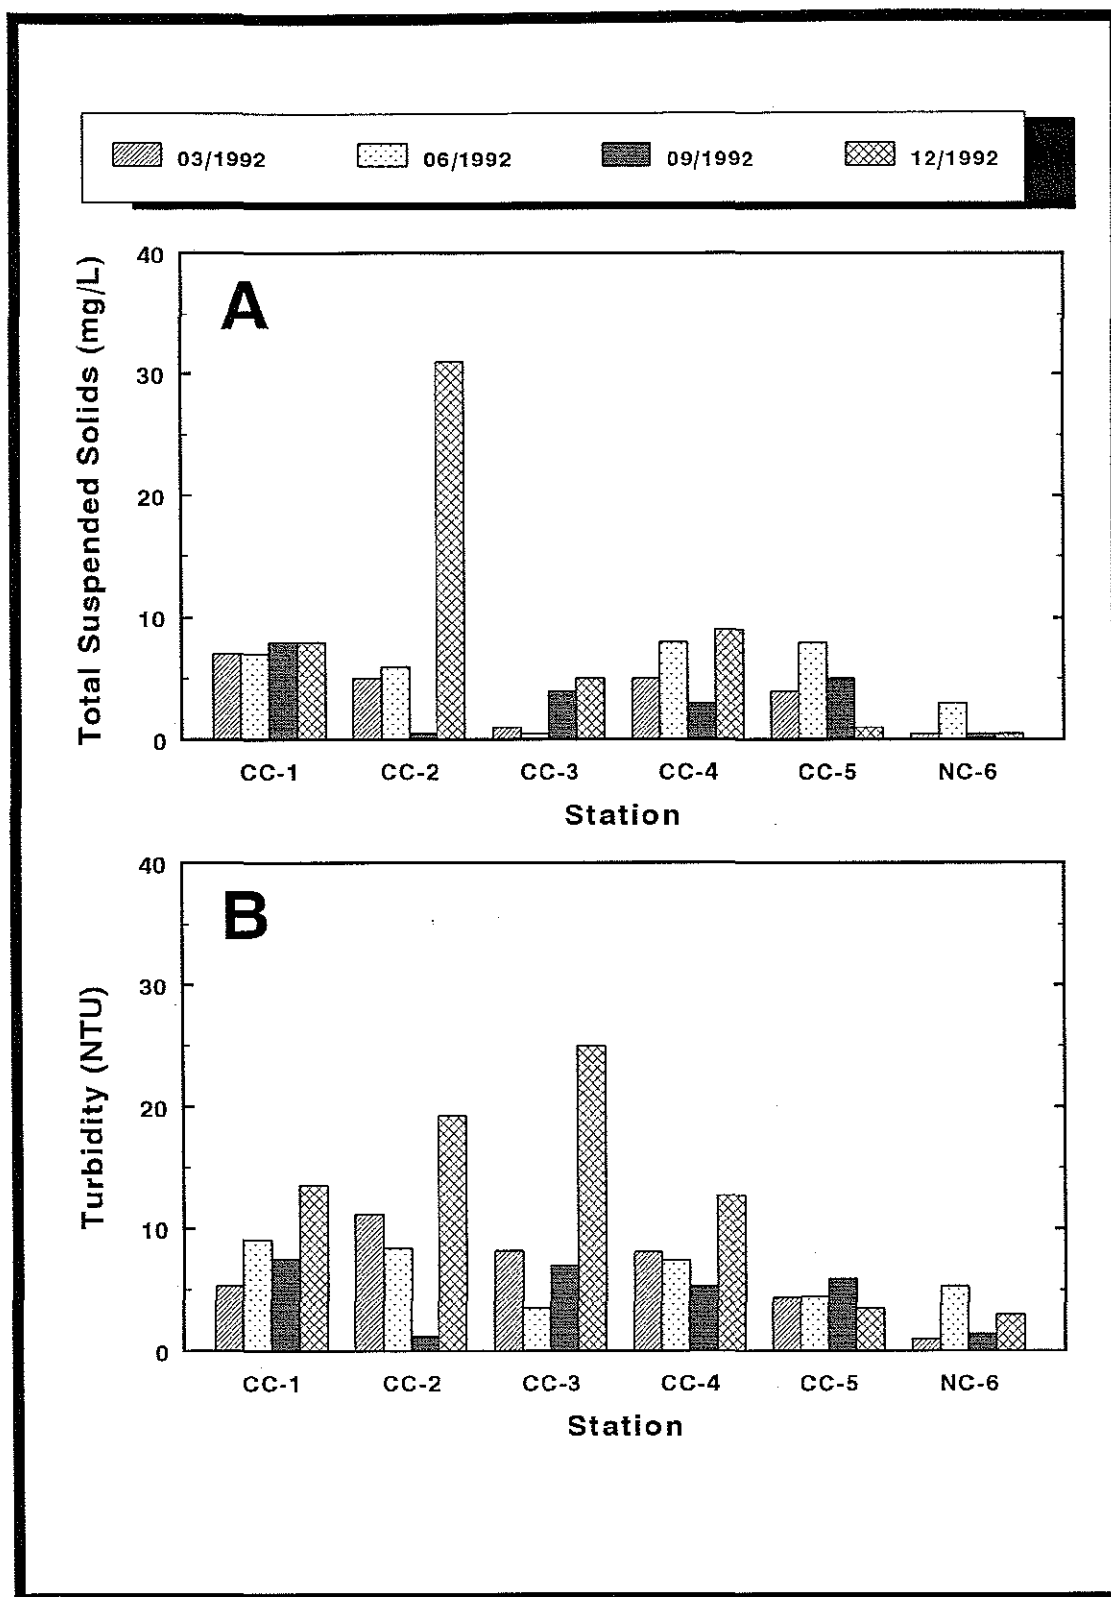 03/1992 06/1992 09/1992 12/1992
A
Total Suspended Solids (mg/L)
40
30
20
10
0
CC-1 CC-2 CC-3 CC-4 CC-5 NC-6
Station
B
Turbidity (NTU)
40
30
20
10
0
CC-1 CC-2 CC-3 CC-4 CC-5 NC-6
Station